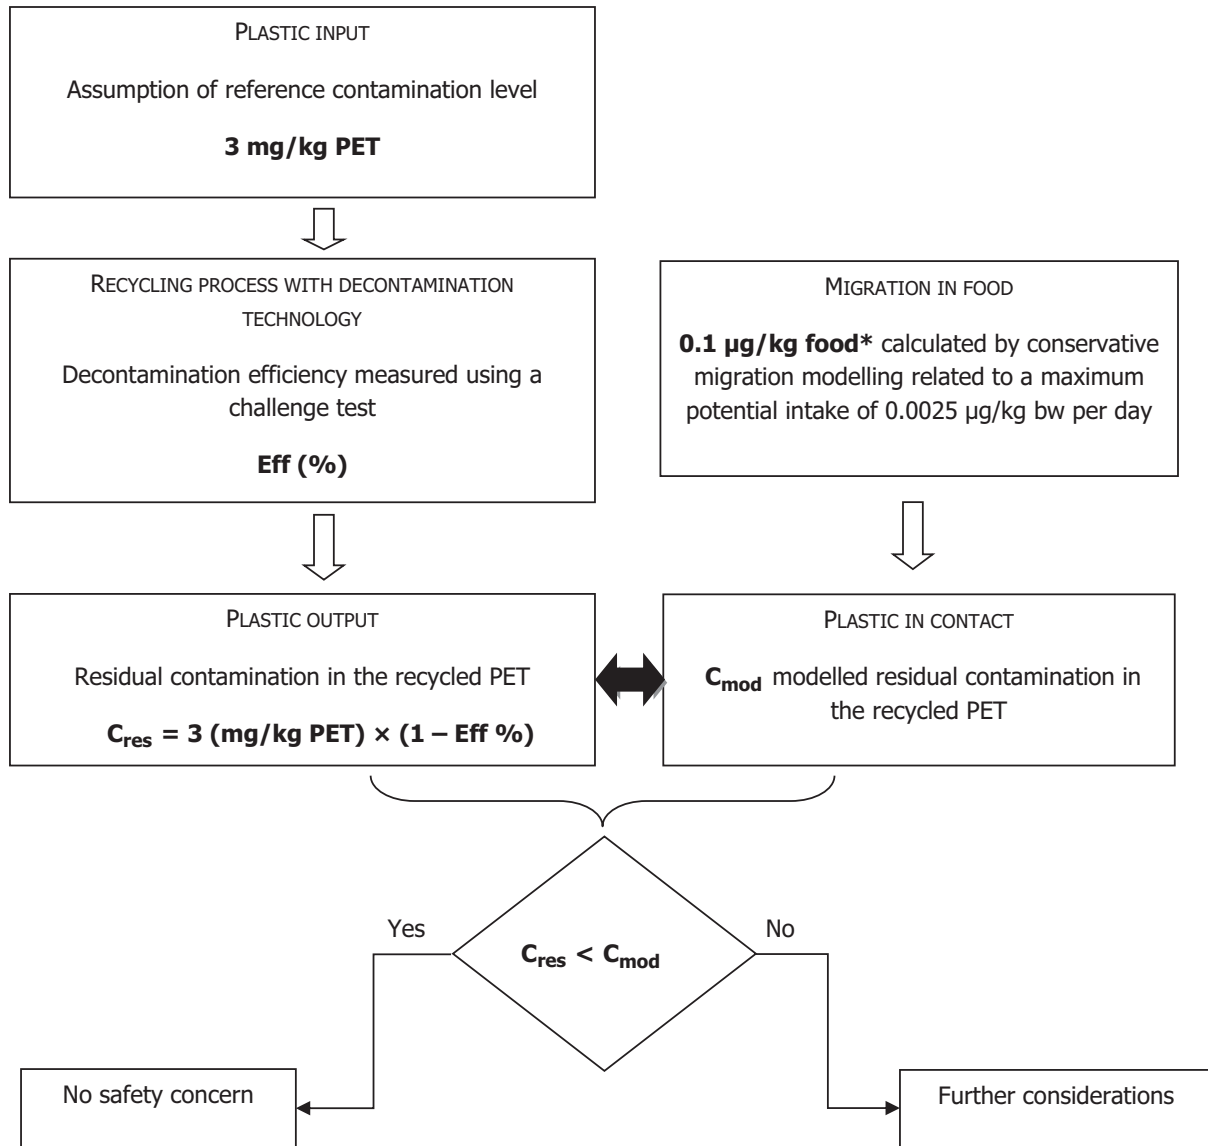 PLASTIC INPUT
Assumption of reference contamination level
3 mg/kg PET
RECYCLING PROCESS WITH DECONTAMINATION
TECHNOLOGY
Decontamination efficiency measured using a
challenge test
Eff (%)
MIGRATION IN FOOD
0.1 µg/kg food* calculated by conservative
migration modelling related to a maximum
potential intake of 0.0025 µg/kg bw per day
PLASTIC OUTPUT
Residual contamination in the recycled PET
Cres = 3 (mg/kg PET) × (1 – Eff %)
PLASTIC IN CONTACT
Cmod modelled residual contamination in
the recycled PET
Yes
No
Cres < Cmod
No safety concern
Further considerations